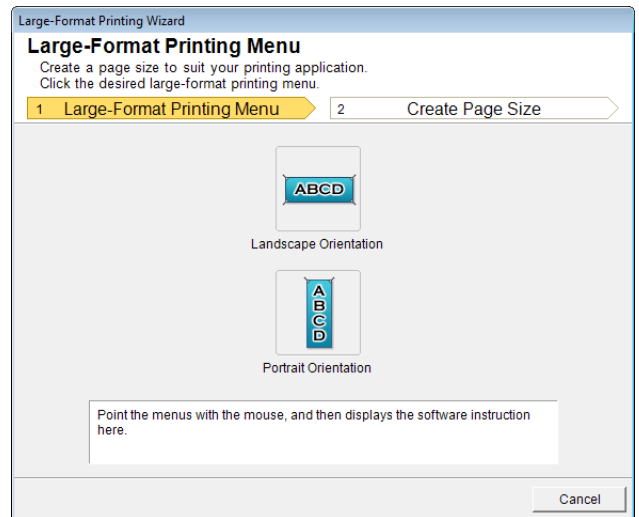 Large-Format Printing Wizard
Large-Format Printing Menu
Create a page size to suit your printing application.
Click the desired large-format printing menu.
1 Large-Format Printing Menu 2 Create Page Size
ABCD
Landscape Orientation
A
B
C
D
Portrait Orientation
Point the menus with the mouse, and then displays the software instruction
here.
Cancel